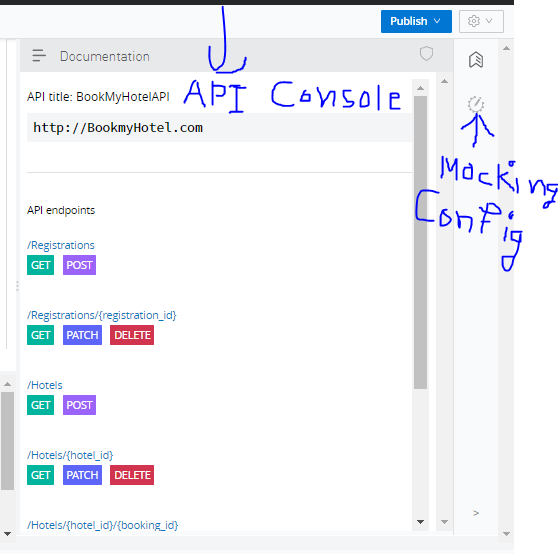 Publish
Documentation
API Console
API title: BookMyHotelAPI
http://BookmyHotel.com
Mocking
Config
API endpoints
/Registrations
GET POST
/Registrations/{registration_id}
GET PATCH DELETE
/Hotels
GET POST
/Hotels/{hotel_id}
GET PATCH DELETE
/Hotels/{hotel_id}/{booking_id}